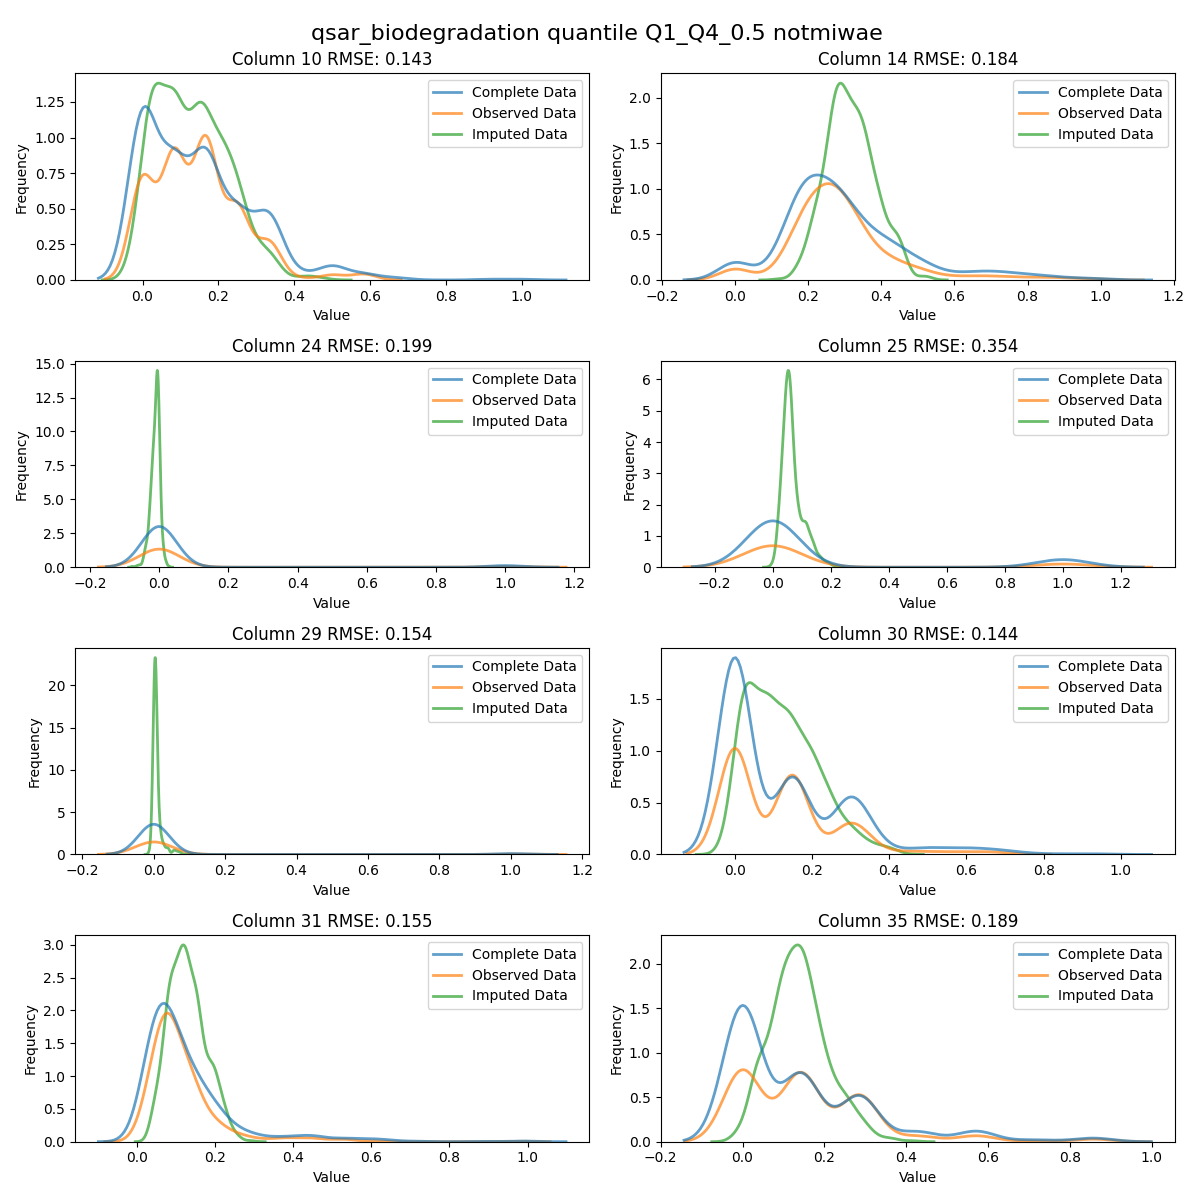 qsar_biodegradation quantile Q1_Q4_0.5 notmiwae
Column 10 RMSE: 0.143
Complete Data
Observed Data
Imputed Data
Frequency
1.25
1.00
0.75
0.50
0.25
0.00
0.0 0.2 0.4 0.6 0.8 1.0
Value
Column 14 RMSE: 0.184
Complete Data
Observed Data
Imputed Data
Frequency
2.0
1.5
1.0
0.5
0.0
−0.2 0.0 0.2 0.4 0.6 0.8 1.0 1.2
Value
Column 24 RMSE: 0.199
Complete Data
Observed Data
Imputed Data
Frequency
15.0
12.5
10.0
7.5
5.0
2.5
0.0
−0.2 0.0 0.2 0.4 0.6 0.8 1.0 1.2
Value
Column 25 RMSE: 0.354
Complete Data
Observed Data
Imputed Data
Frequency
6
5
4
3
2
1
0
−0.2 0.0 0.2 0.4 0.6 0.8 1.0 1.2
Value
Column 29 RMSE: 0.154
Complete Data
Observed Data
Imputed Data
Frequency
20
15
10
5
0
−0.2 0.0 0.2 0.4 0.6 0.8 1.0 1.2
Value
Column 30 RMSE: 0.144
Complete Data
Observed Data
Imputed Data
Frequency
1.5
1.0
0.5
0.0
0.0 0.2 0.4 0.6 0.8 1.0
Value
Column 31 RMSE: 0.155
Complete Data
Observed Data
Imputed Data
Frequency
3.0
2.5
2.0
1.5
1.0
0.5
0.0
0.0 0.2 0.4 0.6 0.8 1.0
Value
Column 35 RMSE: 0.189
Complete Data
Observed Data
Imputed Data
Frequency
2.0
1.5
1.0
0.5
0.0
−0.2 0.0 0.2 0.4 0.6 0.8 1.0
Value